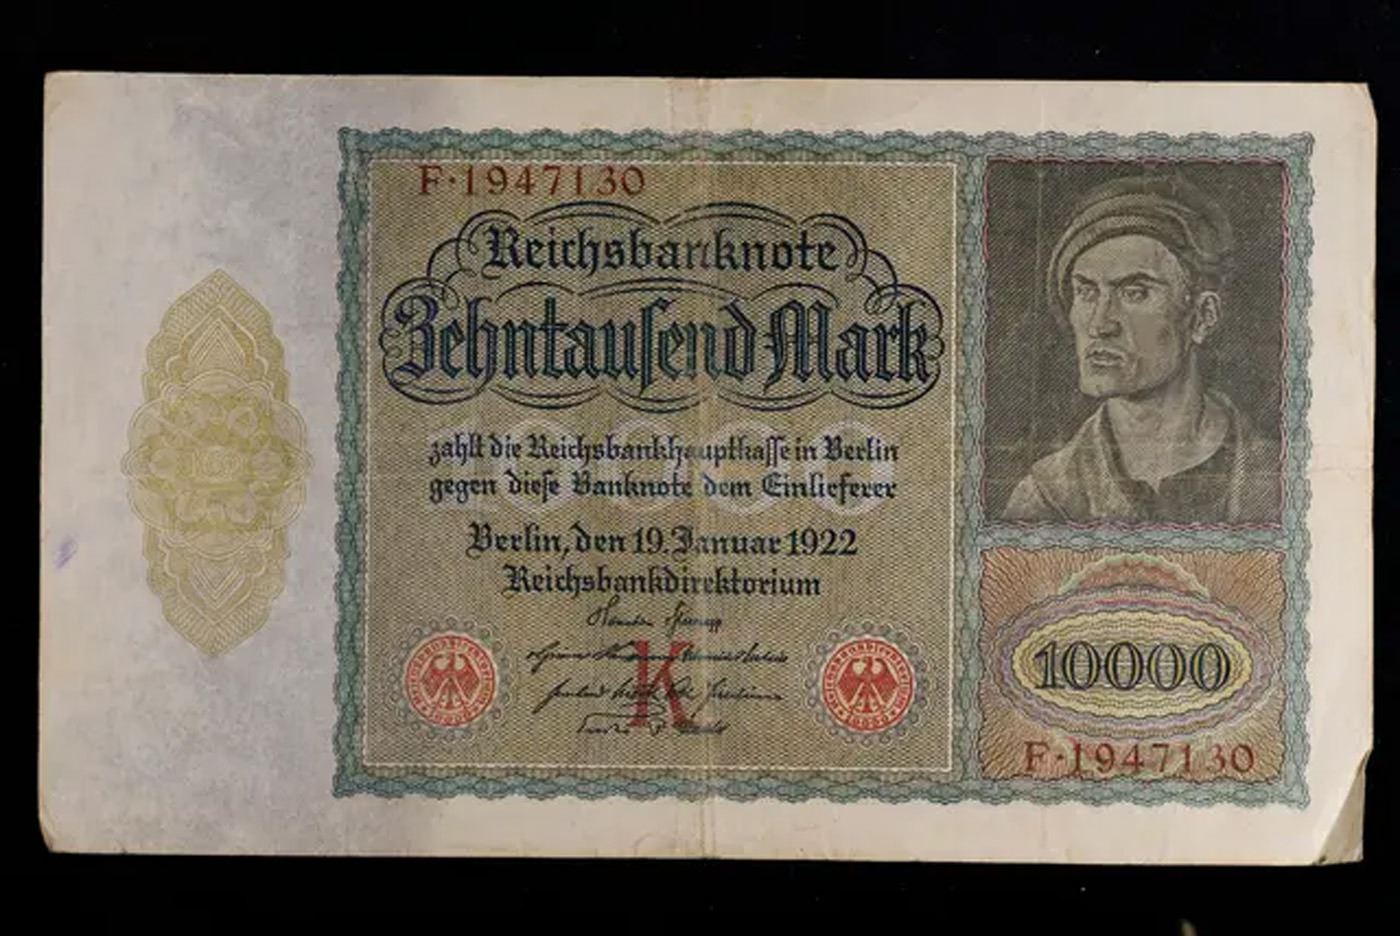 F·1947130
Reichsbanknote
Zehntausend Mark
zahlt die Reichsbankhauptkasse in Berlin
gegen diese Banknote dem Einlieferer
Berlin, den 19. Januar 1922
Reichsbankdirektorium
K
10000
F·1947130